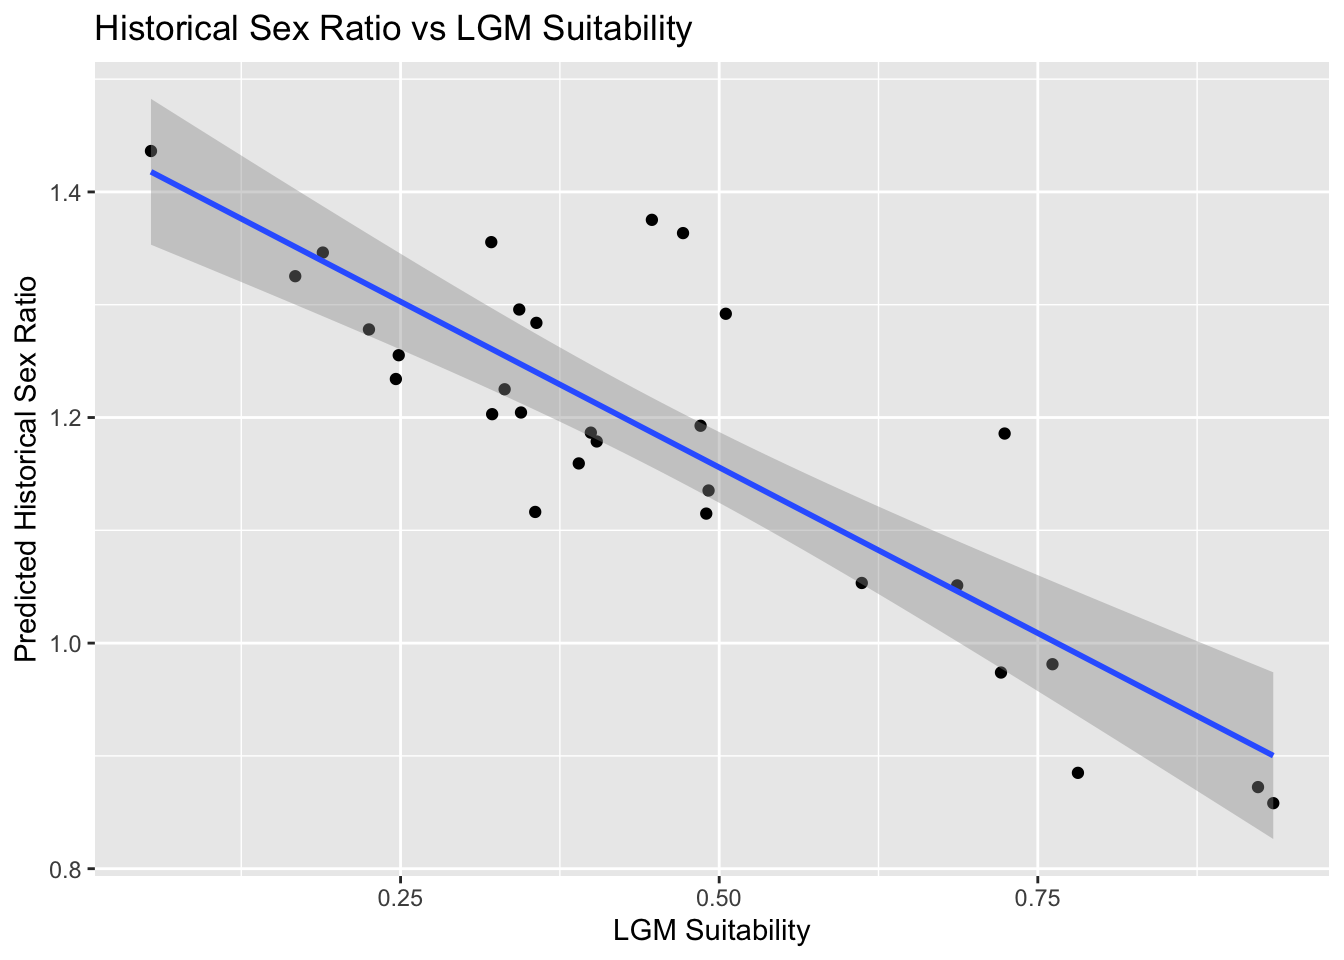 Historical Sex Ratio vs LGM Suitability
Predicted Historical Sex Ratio
1.4
1.2
1.0
0.8
0.25
0.50
0.75
LGM Suitability